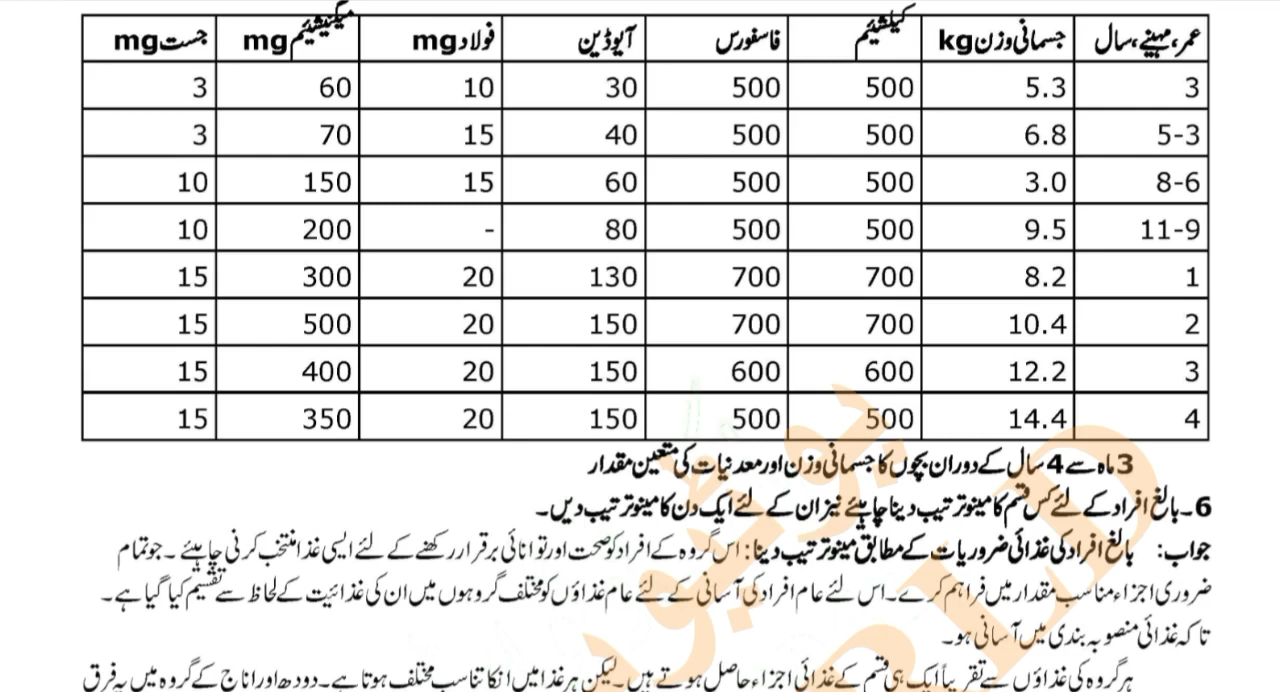 عمر،مہینے،سال جسمانی وزن kg کیلشیئم فاسفورس آیوڈین فولاد mg میگنیشیئم mg جست mg
3 5.3 500 500 30 10 60 3
5-3 6.8 500 500 40 15 70 3
8-6 3.0 500 500 60 15 150 10
11-9 9.5 500 500 80 - 200 10
1 8.2 700 700 130 20 300 15
2 10.4 700 700 150 20 500 15
3 12.2 600 600 150 20 400 15
4 14.4 500 500 150 20 350 15
3 ماہ سے 4 سال کے دوران بچوں کا جسمانی وزن اور معدنیات کی متعین مقدار
6۔ بالغ افراد کے لئے کس قسم کا مینو ترتیب دینا چاہیئے نیز ان کے لئے ایک دن کا مینو ترتیب دیں۔
جواب: بالغ افراد کی غذائی ضروریات کے مطابق مینو ترتیب دینا: اس گروہ کے افراد کو صحت اور توانائی برقرار رکھنے کے لئے ایسی غذا منتخب کرنی چاہیئے۔ جو تمام
ضروری اجزاء مناسب مقدار میں فراہم کرے۔ اس لئے عام افراد کی آسانی کے لئے عام غذاؤں کو مختلف گروہوں میں ان کی غذائیت کے لحاظ سے تقسیم کیا گیا ہے۔
تاکہ غذائی منصوبہ بندی میں آسانی ہو۔
ہر گروہ کی غذاؤں سے تقریباً ایک ہی قسم کے غذائی اجزاء حاصل ہوتے ہیں۔ لیکن ہر غذا میں انکا تناسب مختلف ہوتا ہے۔ دودھ اور اناج کے گروہ میں یہ فرق